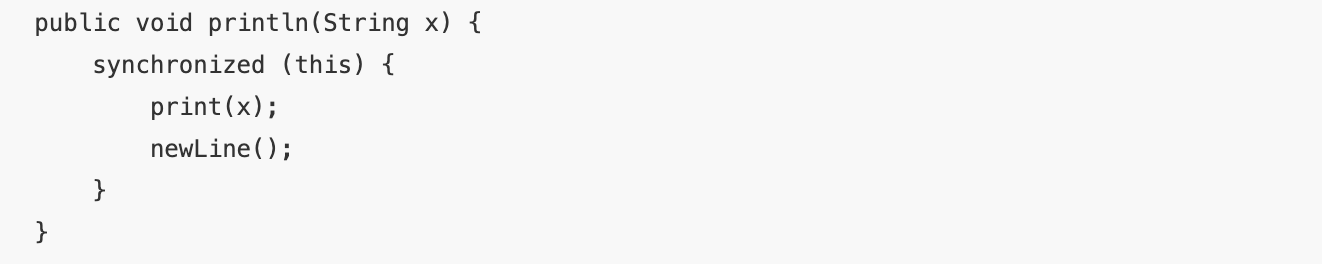 public void println(String x) {
    synchronized (this) {
        print(x);
        newLine();
    }
}